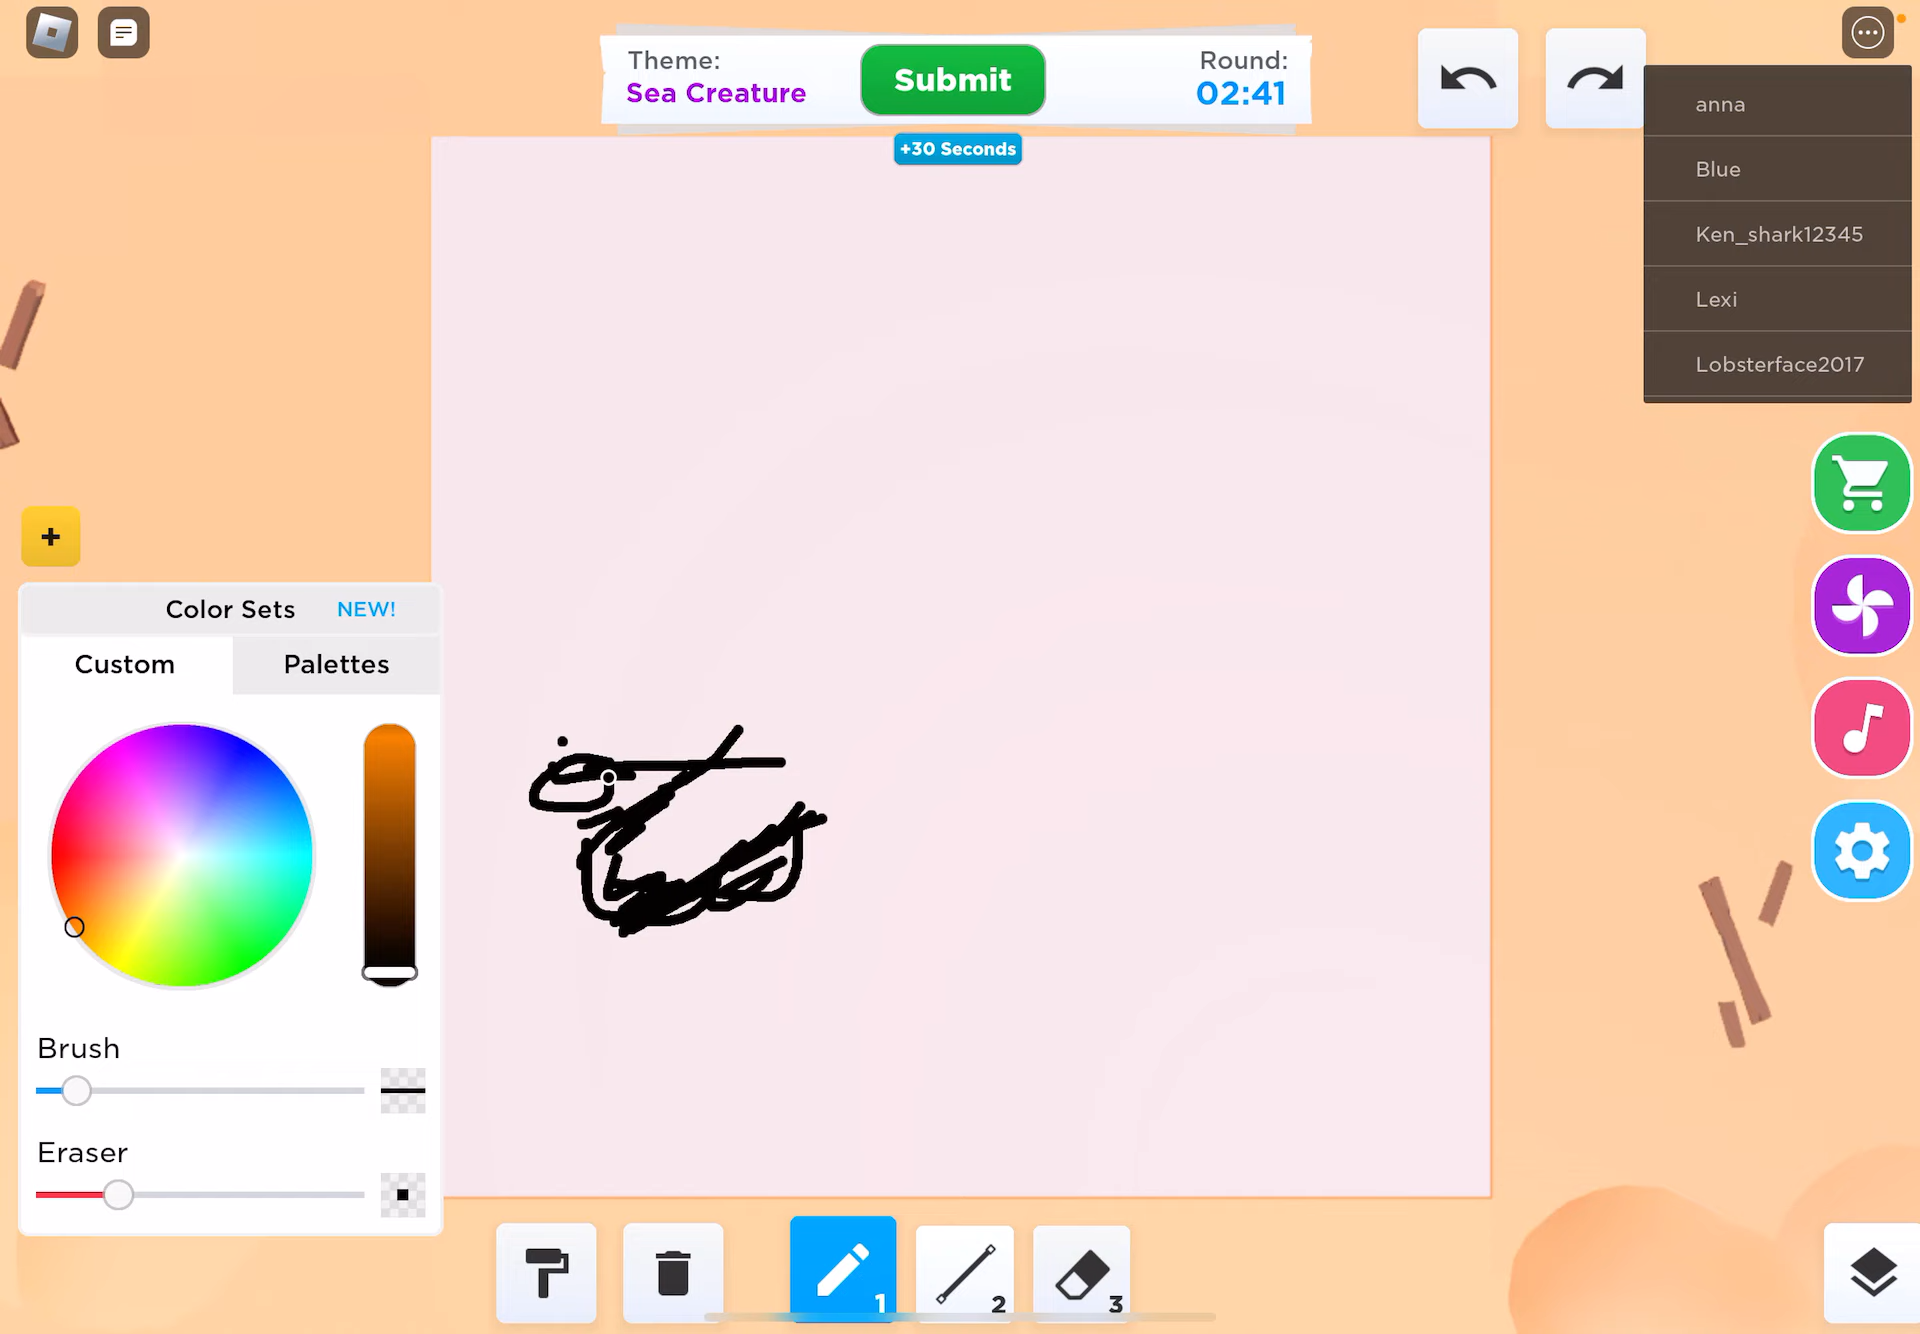 Theme:
Sea Creature
Submit
Round:
02:41
+30 Seconds
anna
Blue
Ken_shark12345
Lexi
Lobsterface2017
+
Color Sets NEW!
Custom Palettes
Brush
Eraser
1 2 3